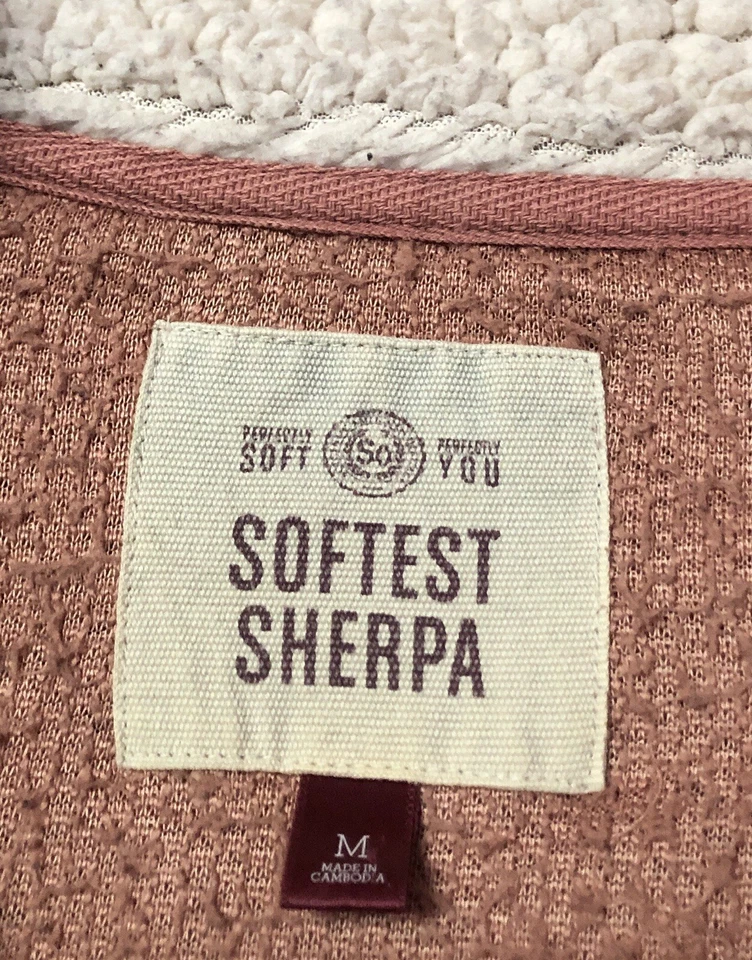 PERFECTLY SOFT
So
PERFECTLY YOU
SOFTEST
SHERPA
M
MADE IN
CAMBODIA